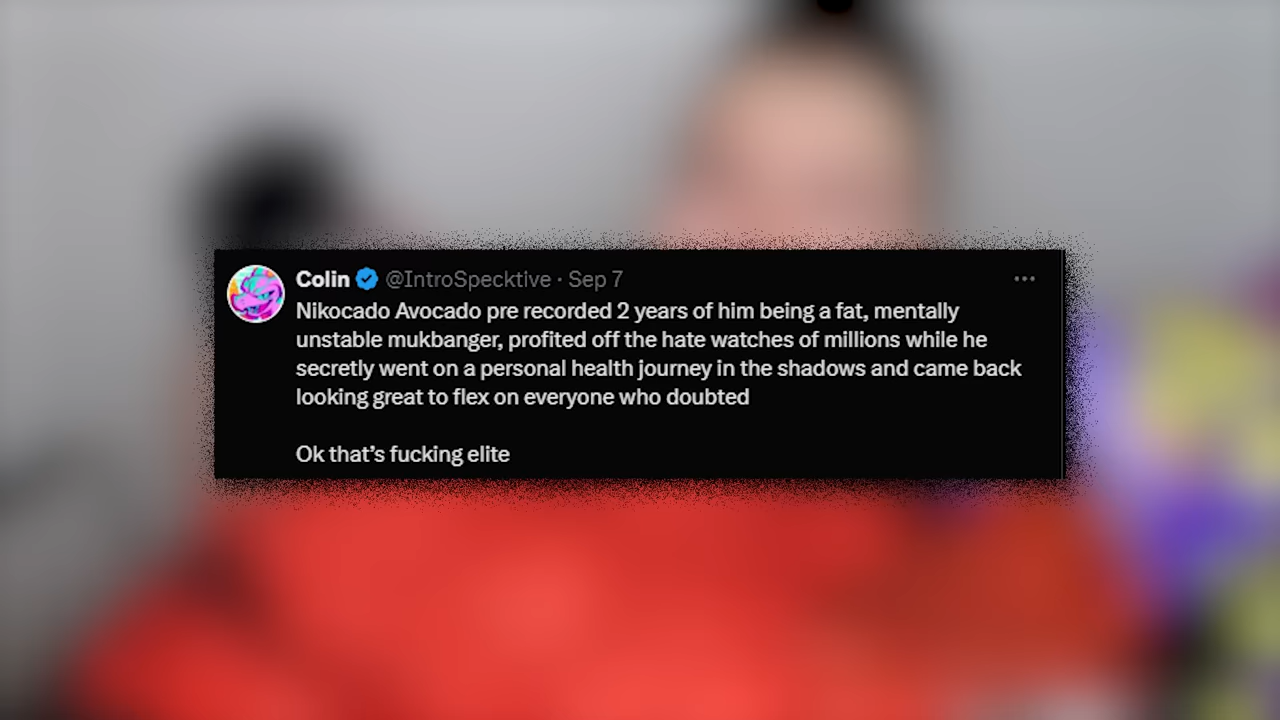 Colin @IntroSpecktive · Sep 7
Nikocado Avocado pre recorded 2 years of him being a fat, mentally
unstable mukbanger, profited off the hate watches of millions while he
secretly went on a personal health journey in the shadows and came back
looking great to flex on everyone who doubted
Ok that's fucking elite